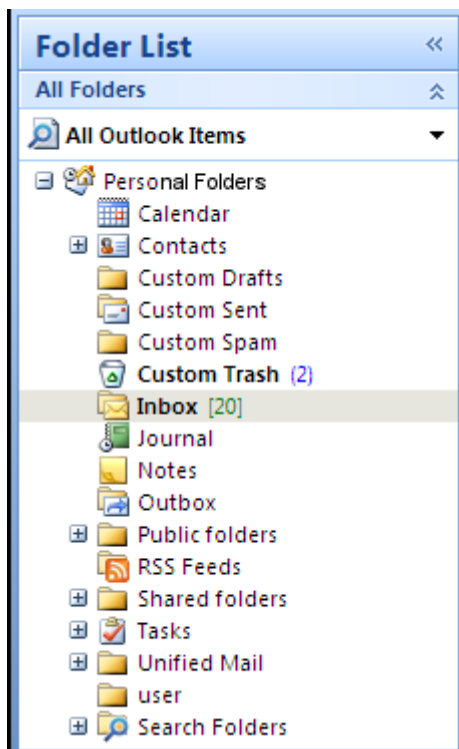 Folder List
All Folders
All Outlook Items
Personal Folders
Calendar
Contacts
Custom Drafts
Custom Sent
Custom Spam
Custom Trash (2)
Inbox [20]
Journal
Notes
Outbox
Public folders
RSS Feeds
Shared folders
Tasks
Unified Mail
user
Search Folders